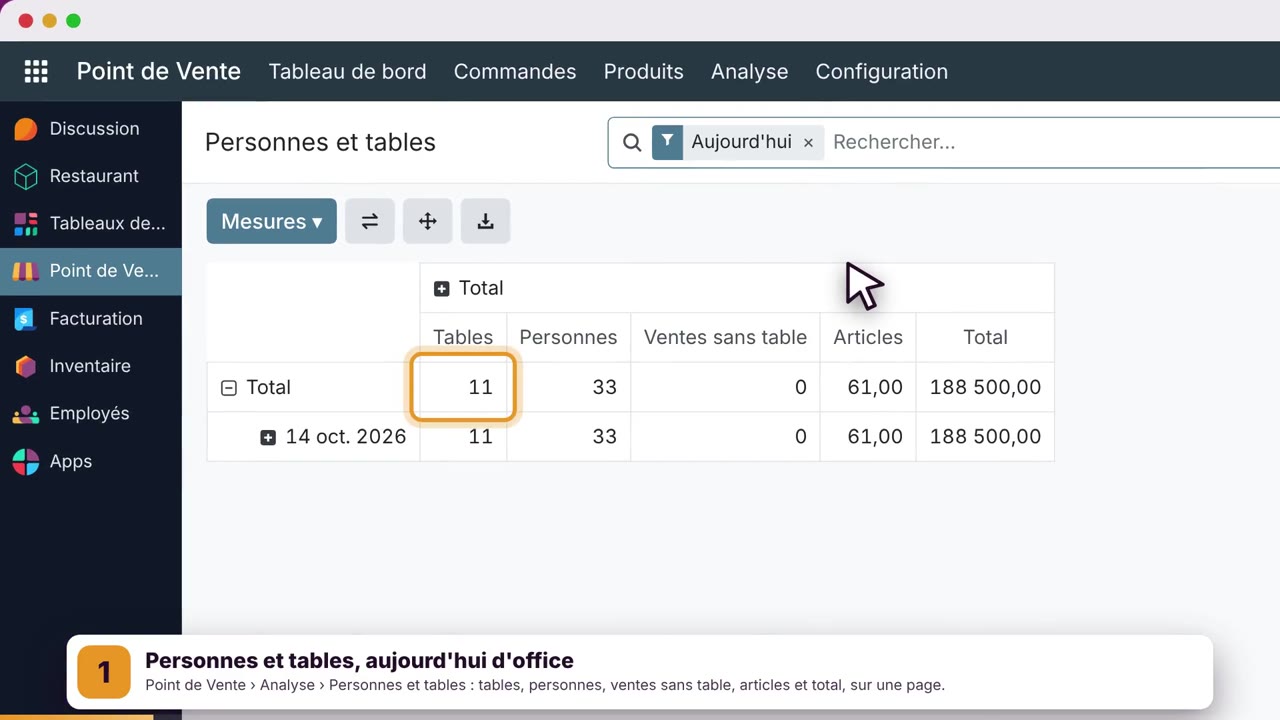 Point de Vente Tableau de bord Commandes Produits Analyse Configuration
Discussion
Restaurant
Tableaux de...
Point de Ve...
Facturation
Inventaire
Employés
Apps
Personnes et tables
Aujourd'hui × Rechercher...
Mesures ▾
Total
Tables Personnes Ventes sans table Articles Total
Total 11 33 0 61,00 188 500,00
14 oct. 2026 11 33 0 61,00 188 500,00
1
Personnes et tables, aujourd'hui d'office
Point de Vente › Analyse › Personnes et tables : tables, personnes, ventes sans table, articles et total, sur une page.